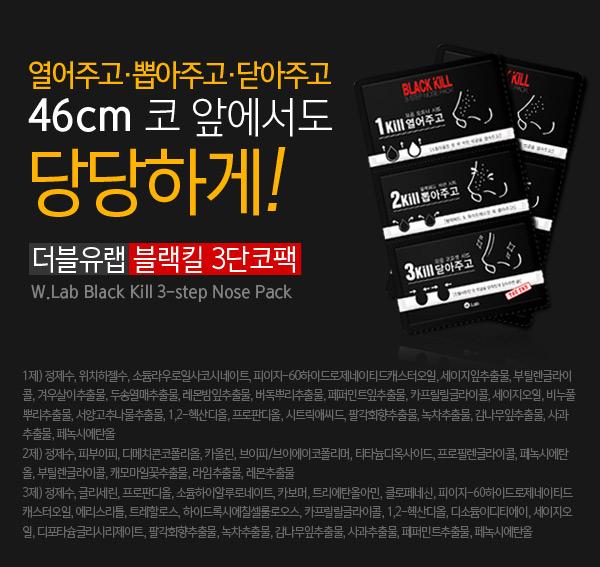 열어주고·뽑아주고·닫아주고
46cm 코 앞에서도
당당하게!
더블유랩 블랙킬 3단코팩
W.Lab Black Kill 3-step Nose Pack
BLACK KILL
3-STEP NOSE PACK
1Kill 열어주고
2Kill 뽑아주고
3Kill 닫아주고
THE END
W.Lab
1제) 정제수, 위치하젤수, 소듐라우로일사코시네이트, 피이지-60하이드로제네이티드캐스터오일, 세이지잎추출물, 부틸렌글라이
콜, 겨우살이추출물, 두송열매추출물, 레몬밤잎추출물, 버독뿌리추출물, 페퍼민트잎추출물, 카프릴릴글라이콜, 세이지오일, 비누풀
뿌리추출물, 서양고추나물추출물, 1,2-헥산디올, 프로판디올, 시트릭애씨드, 팔각회향추출물, 녹차추출물, 감나무잎추출물, 사과
추출물, 페녹시에탄올
2제) 정제수, 피부이피, 디메치콘코폴리올, 카올린, 브이피/브이에이코폴리머, 티타늄디옥사이드, 프로필렌글라이콜, 페녹시에탄
올, 부틸렌글라이콜, 캐모마일꽃추출물, 라임추출물, 레몬추출물
3제) 정제수, 글리세린, 프로판디올, 소듐하이알루로네이트, 카보머, 트리에탄올아민, 클로페네신, 피이지-60하이드로제네이티드
캐스터오일, 에리스리톨, 트레할로스, 하이드록시에칠셀룰로오스, 카프릴릴글라이콜, 1,2-헥산디올, 디소듐이디티에이, 세이지오
일, 디포타슘글리시리제이트, 팔각회향추출물, 녹차추출물, 감나무잎추출물, 사과추출물, 페퍼민트추출물, 페녹시에탄올